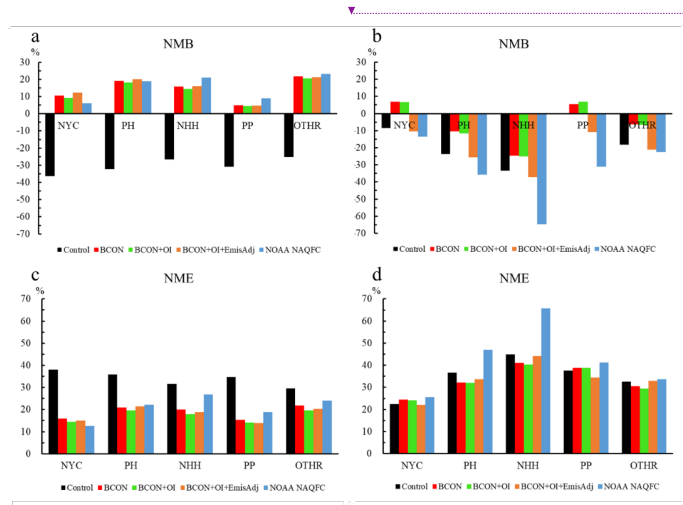 a
NMB
%
30
20
10
0
-10
-20
-30
-40
-50
-60
-70
NYC PH NHH PP OTHR
Control BCON BCON+OI BCON+OI+EmisAdj NOAA NAQFC
b
NMB
%
30
20
10
0
-10
-20
-30
-40
-50
60
70
NYC PH NHH PP OTHR
Control BCON BCON+OI BCON+OI+EmisAdj NOAA NAQFC
c
NME
%
70
60
50
40
30
20
10
0
NYC PH NHH PP OTHR
Control BCON BCON+OI BCON+OI+EmisAdj NOAA NAQFC
d
NME
%
70
60
50
40
30
20
10
0
NYC PH NHH PP OTHR
Control BCON BCON+OI BCON+OI+EmisAdj NOAA NAQFC